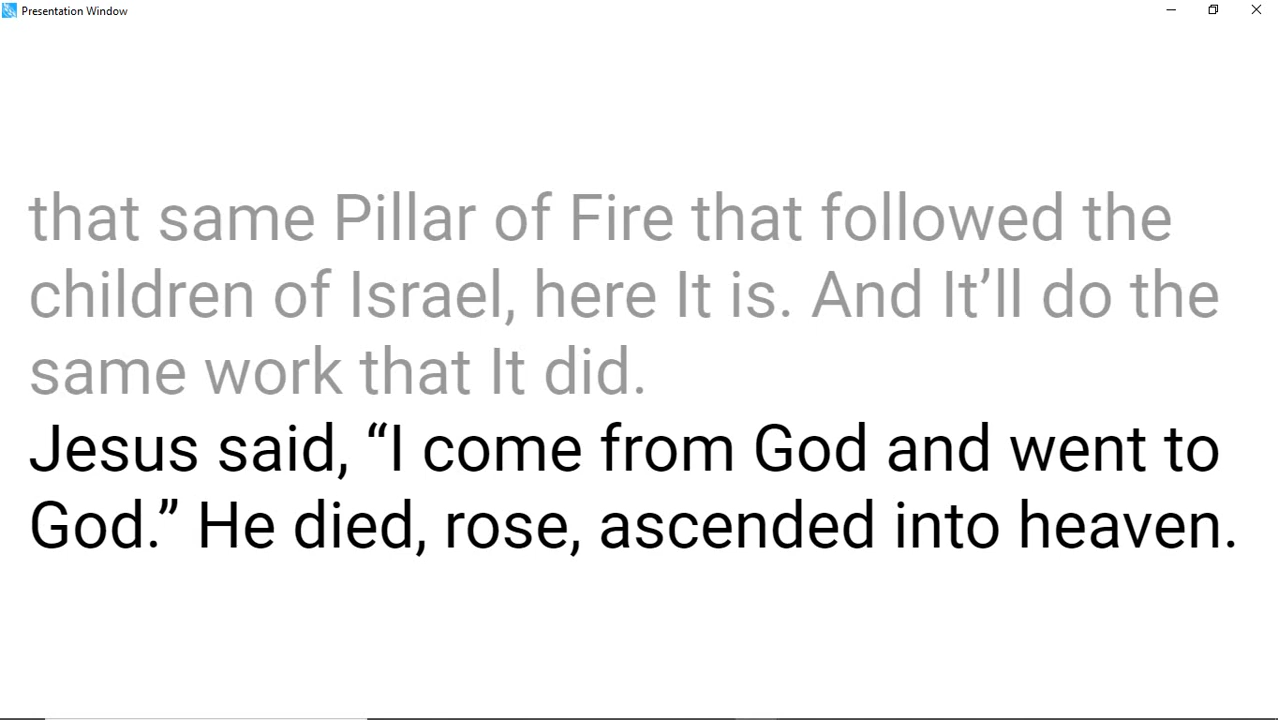 Presentation Window
that same Pillar of Fire that followed the
children of Israel, here It is. And It’ll do the
same work that It did.
Jesus said, “I come from God and went to
God.” He died, rose, ascended into heaven.